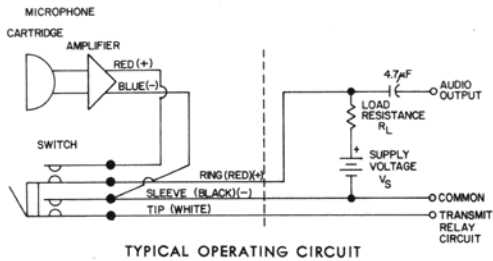 MICROPHONE
CARTRIDGE
AMPLIFIER
RED (+)
BLUE(-)
4.7µF
AUDIO
OUTPUT
LOAD
RESISTANCE
RL
SWITCH
+
SUPPLY
VOLTAGE
VS
RING (RED)(+)
SLEEVE (BLACK)(-)
COMMON
TIP (WHITE)
TRANSMIT
RELAY
CIRCUIT
TYPICAL OPERATING CIRCUIT